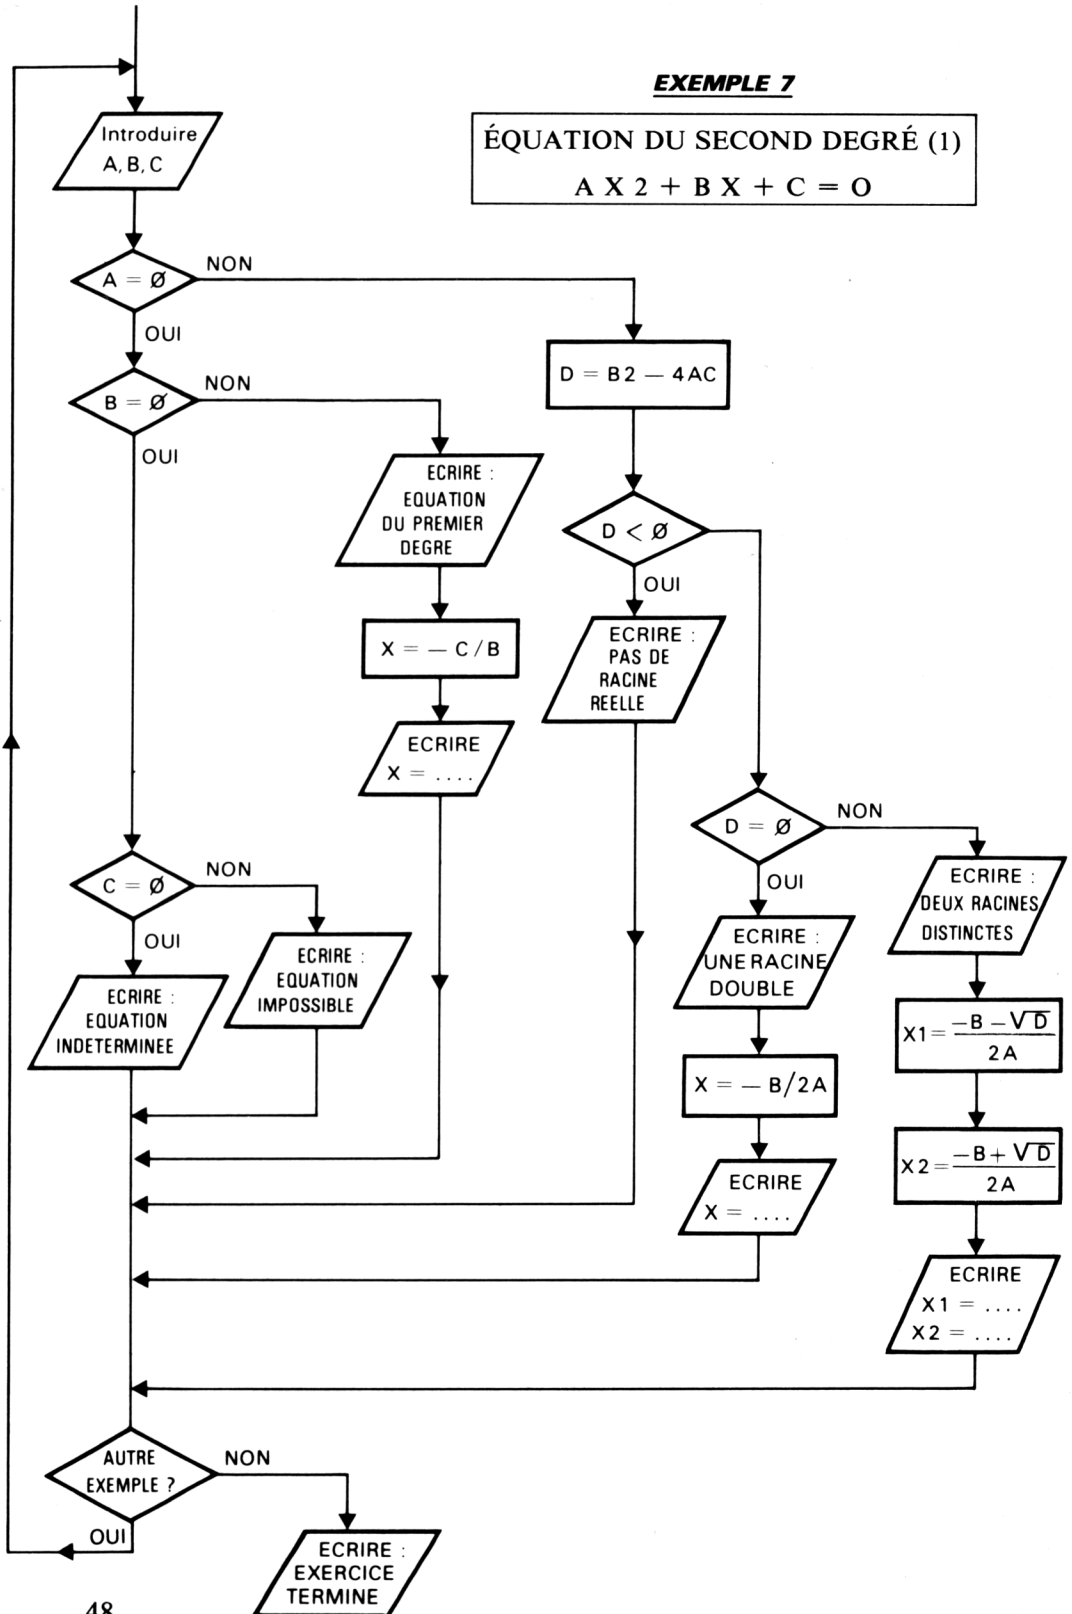 EXEMPLE 7
ÉQUATION DU SECOND DEGRÉ (1)
A X 2 + B X + C = O
Introduire
A, B, C
A = Ø
NON
OUI
B = Ø
NON
OUI
D = B2 — 4AC
ECRIRE :
EQUATION
DU PREMIER
DEGRE
D < Ø
OUI
X = — C/B
ECRIRE :
PAS DE
RACINE
REELLE
ECRIRE
X = ....
D = Ø
NON
OUI
C = Ø
NON
OUI
ECRIRE :
DEUX RACINES
DISTINCTES
ECRIRE :
UNE RACINE
DOUBLE
ECRIRE :
EQUATION
IMPOSSIBLE
ECRIRE :
EQUATION
INDETERMINEE
X1 = —B — √D
2A
X = — B/2A
X2 = —B + √D
2A
ECRIRE
X = ....
ECRIRE
X1 = ....
X2 = ....
AUTRE
EXEMPLE ?
NON
OUI
ECRIRE :
EXERCICE
TERMINE
48